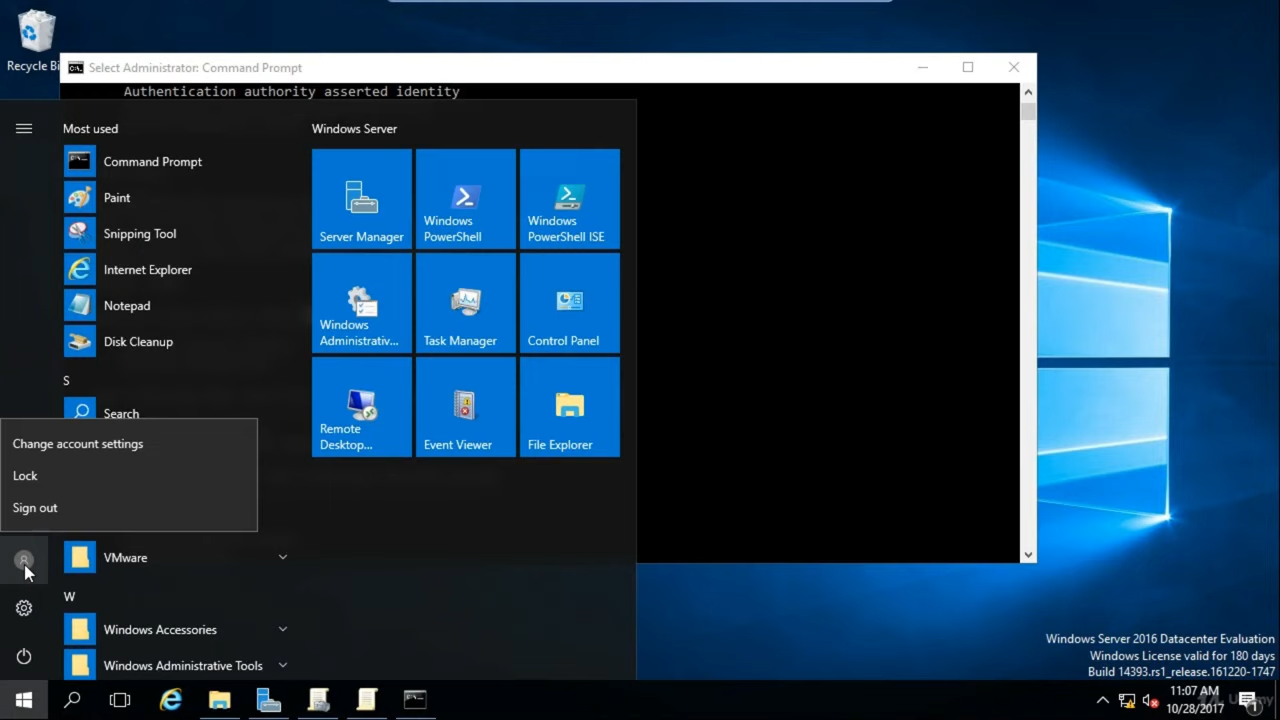 Recycle Bi
Select Administrator: Command Prompt
Authentication authority asserted identity
Most used
Command Prompt
Paint
Snipping Tool
Internet Explorer
Notepad
Disk Cleanup
S
Search
Change account settings
Lock
Sign out
VMware
W
Windows Accessories
Windows Administrative Tools
Windows Server
Server Manager
Windows
PowerShell
Windows
PowerShell ISE
Windows
Administrativ...
Task Manager
Control Panel
Remote
Desktop...
Event Viewer
File Explorer
Windows Server 2016 Datacenter Evaluation
Windows License valid for 180 days
Build 14393.rs1_release.161220-1747
11:07 AM
10/28/2017
1